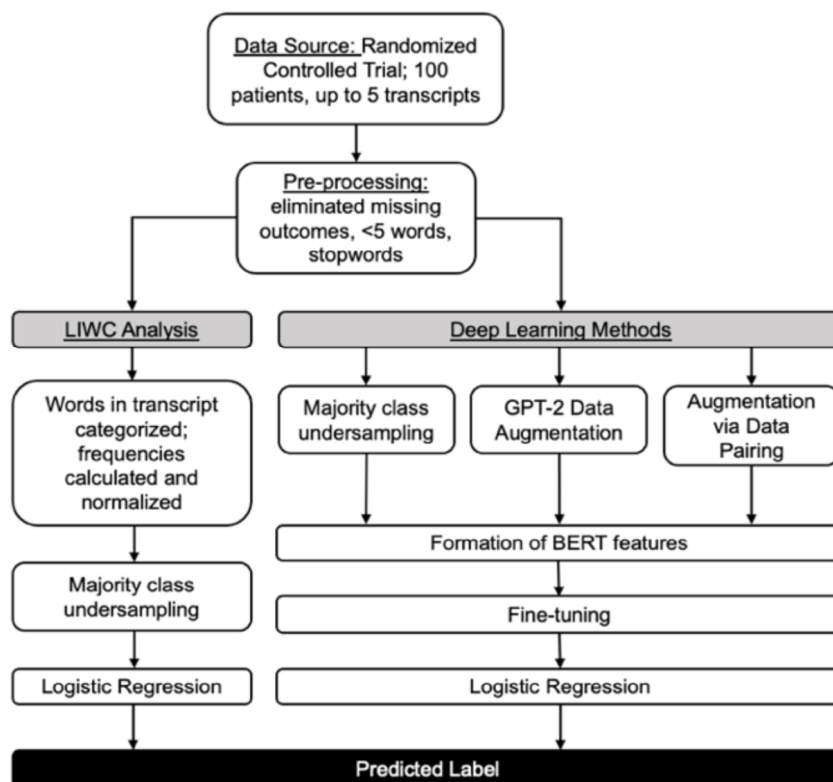 Data Source: Randomized
Controlled Trial; 100
patients, up to 5 transcripts
Pre-processing:
eliminated missing
outcomes, <5 words,
stopwords
LIWC Analysis
Words in transcript
categorized;
frequencies
calculated and
normalized
Majority class
undersampling
Logistic Regression
Deep Learning Methods
Majority class
undersampling
GPT-2 Data
Augmentation
Augmentation
via Data
Pairing
Formation of BERT features
Fine-tuning
Logistic Regression
Predicted Label